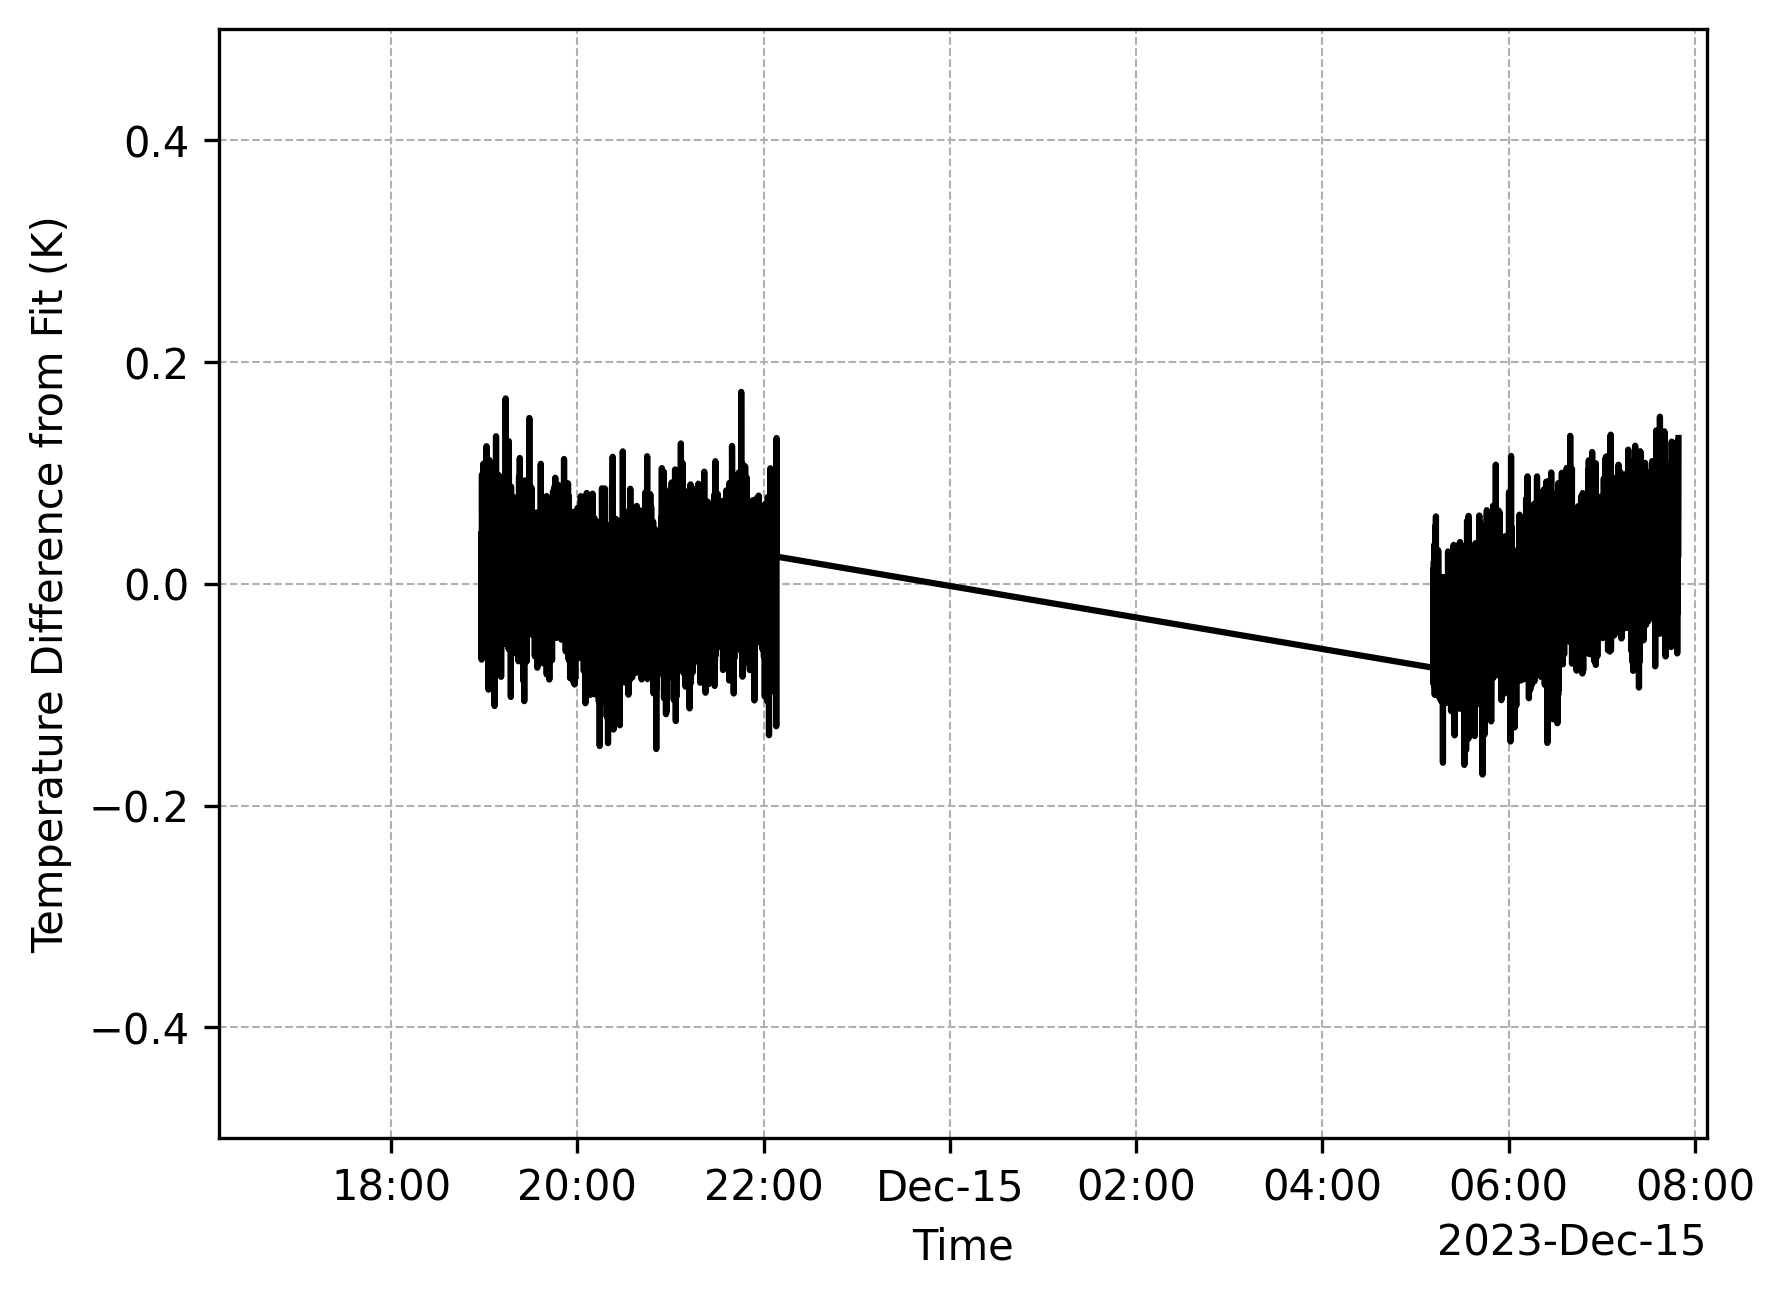 Temperature Difference from Fit (K)
0.4
0.2
0.0
−0.2
−0.4
18:00 20:00 22:00 Dec-15 02:00 04:00 06:00 08:00
Time
2023-Dec-15